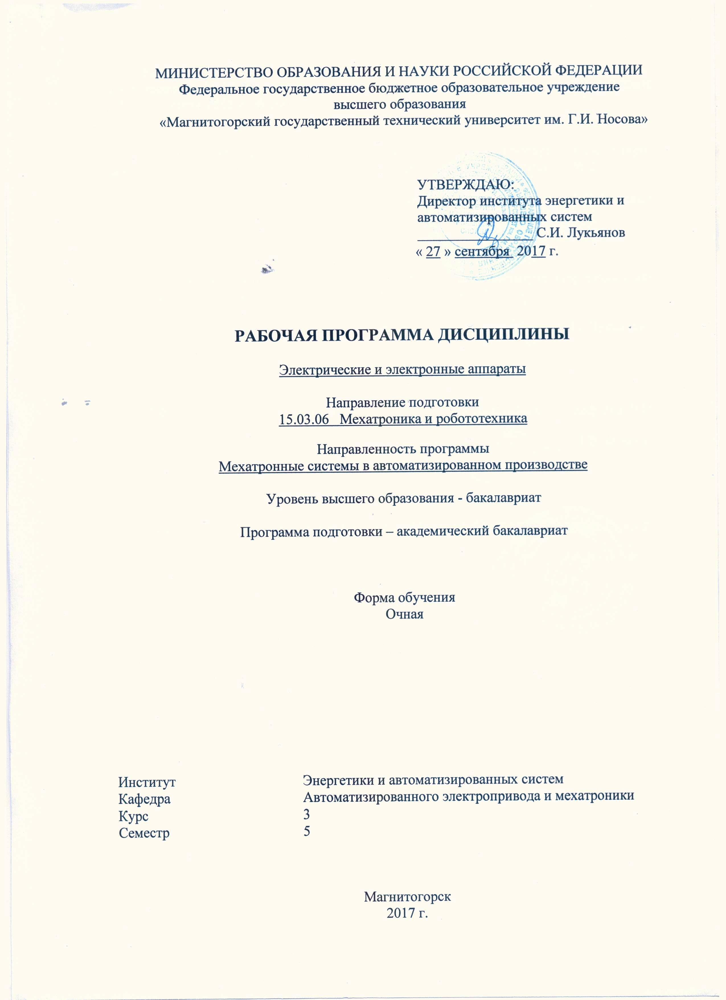 МИНИСТЕРСТВО ОБРАЗОВАНИЯ И НАУКИ РОССИЙСКОЙ ФЕДЕРАЦИИ
Федеральное государственное бюджетное образовательное учреждение
высшего образования
«Магнитогорский государственный технический университет им. Г.И. Носова»
УТВЕРЖДАЮ:
Директор института энергетики и
автоматизированных систем
С.И. Лукьянов
« 27 » сентября 2017 г.
РАБОЧАЯ ПРОГРАММА ДИСЦИПЛИНЫ
Электрические и электронные аппараты
Направление подготовки
15.03.06 Мехатроника и робототехника
Направленность программы
Мехатронные системы в автоматизированном производстве
Уровень высшего образования - бакалавриат
Программа подготовки – академический бакалавриат
Форма обучения
Очная
Институт Энергетики и автоматизированных систем
Кафедра Автоматизированного электропривода и мехатроники
Курс 3
Семестр 5
Магнитогорск
2017 г.